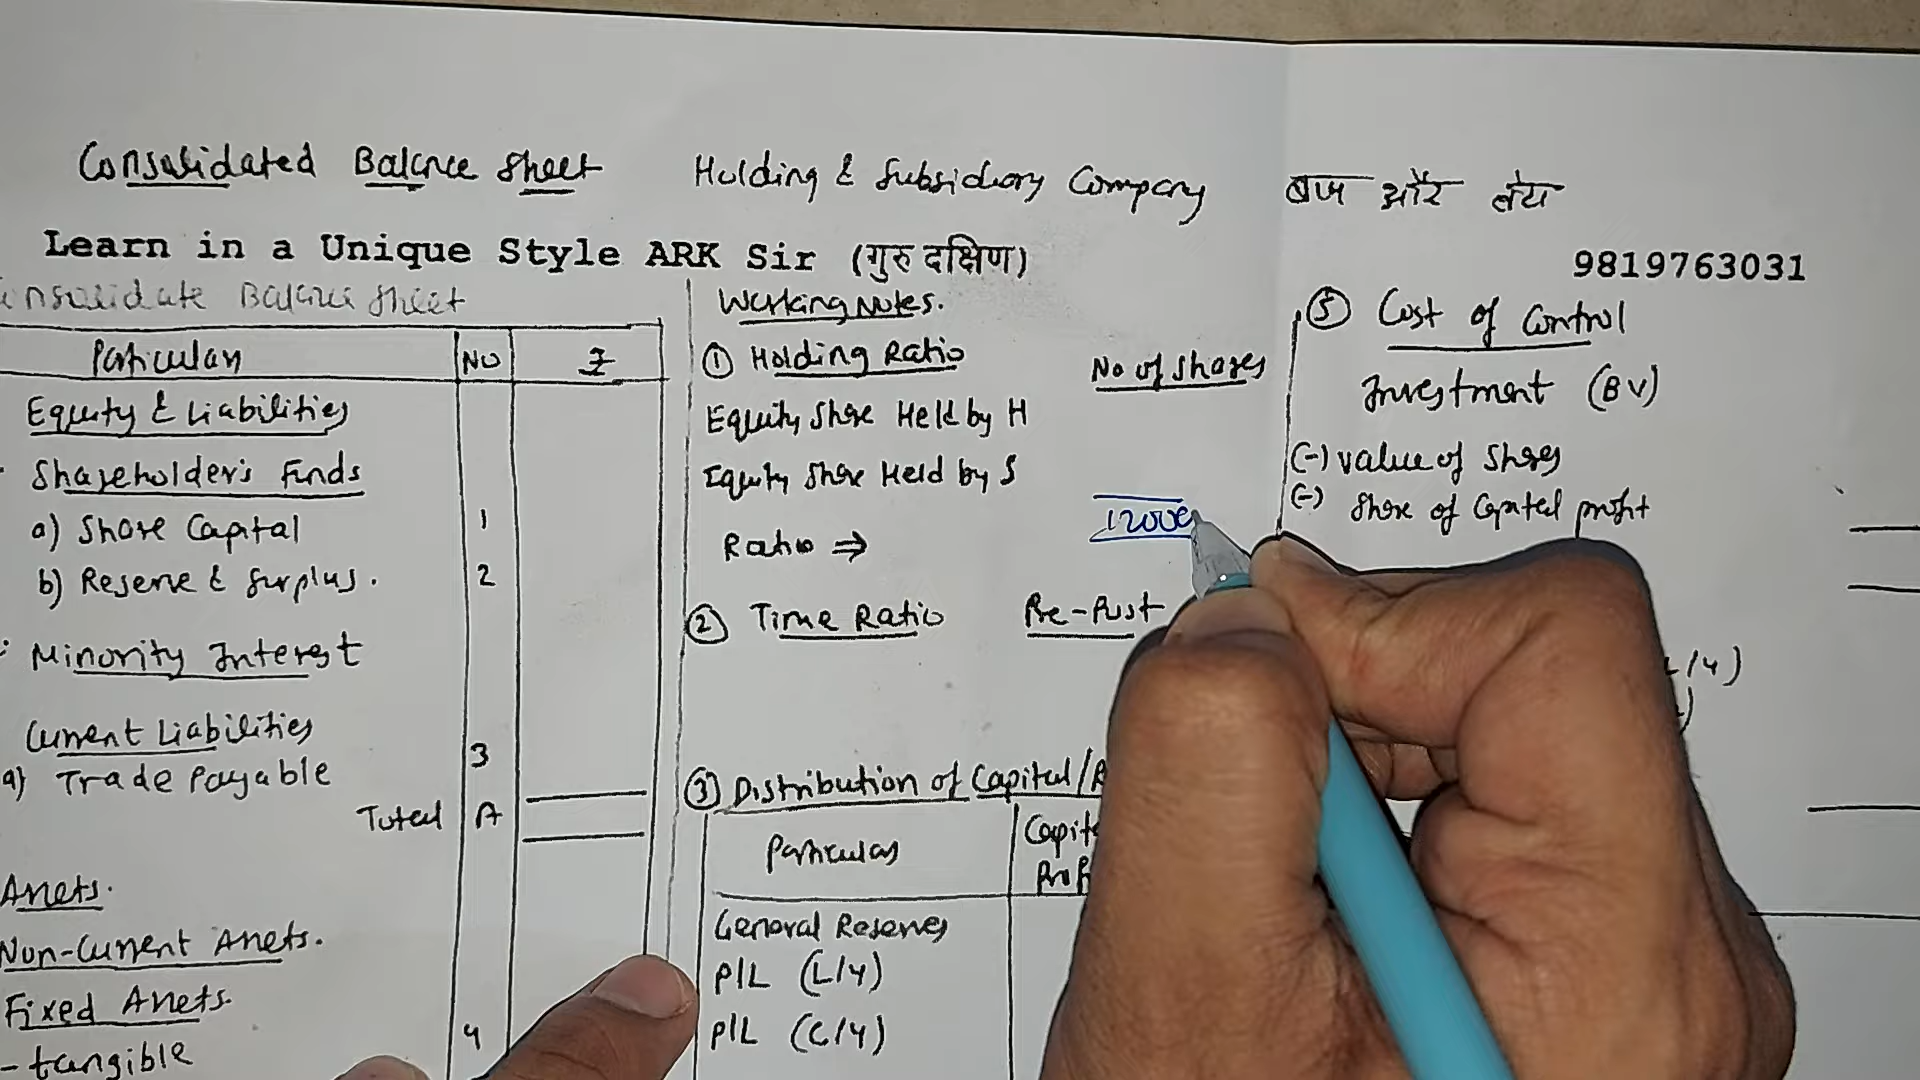 Consolidated Balance Sheet Holding & Subsidiary Company बज और
Learn in a Unique Style ARK Sir (गुरु दक्षिण) 9819763031
Consolidate Balance Sheet
Particulars No ₹
Equity & Liabilities
Shareholder's Funds
a) Share Capital 1
b) Reserve & Surplus. 2
Minority Interest
Current Liabilities
a) Trade Payable 3
Total A
Assets.
Non-Current Assets.
Fixed Assets.
- tangible 4
Working Notes.
① Holding Ratio No of Shares
Equity Share Held by H
Equity Share Held by S
12000
Ratio ⇒
② Time Ratio Pre-Post
③ Distribution of Capital/R
Particulars Capita Prof
General Reserves
P/L (L/Y)
P/L (C/Y)
⑤ Cost of Control
Investment (BV)
(-) Value of Shares
(-) Share of Capital profit
L/Y)